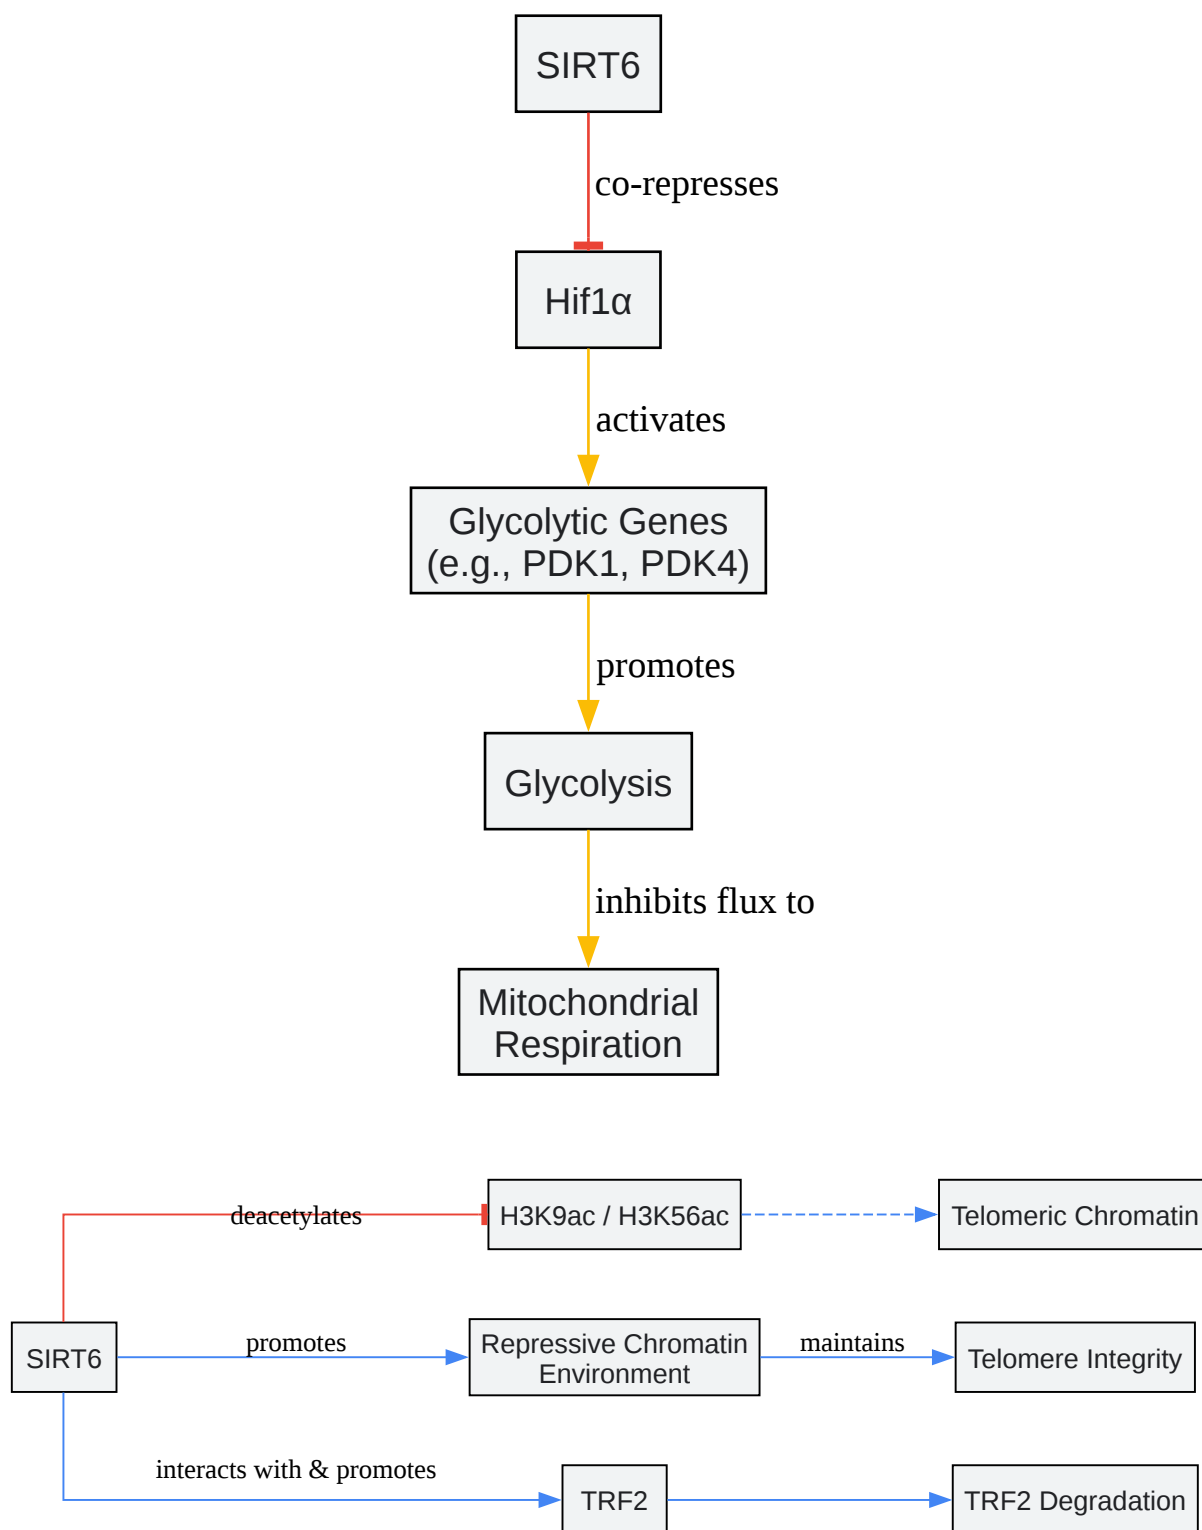 SIRT6
co-represses
Hif1α
activates
Glycolytic Genes
(e.g., PDK1, PDK4)
promotes
Glycolysis
inhibits flux to
Mitochondrial
Respiration
deacetylates
H3K9ac / H3K56ac
Telomeric Chromatin
SIRT6
promotes
Repressive Chromatin
Environment
maintains
Telomere Integrity
interacts with & promotes
TRF2
TRF2 Degradation